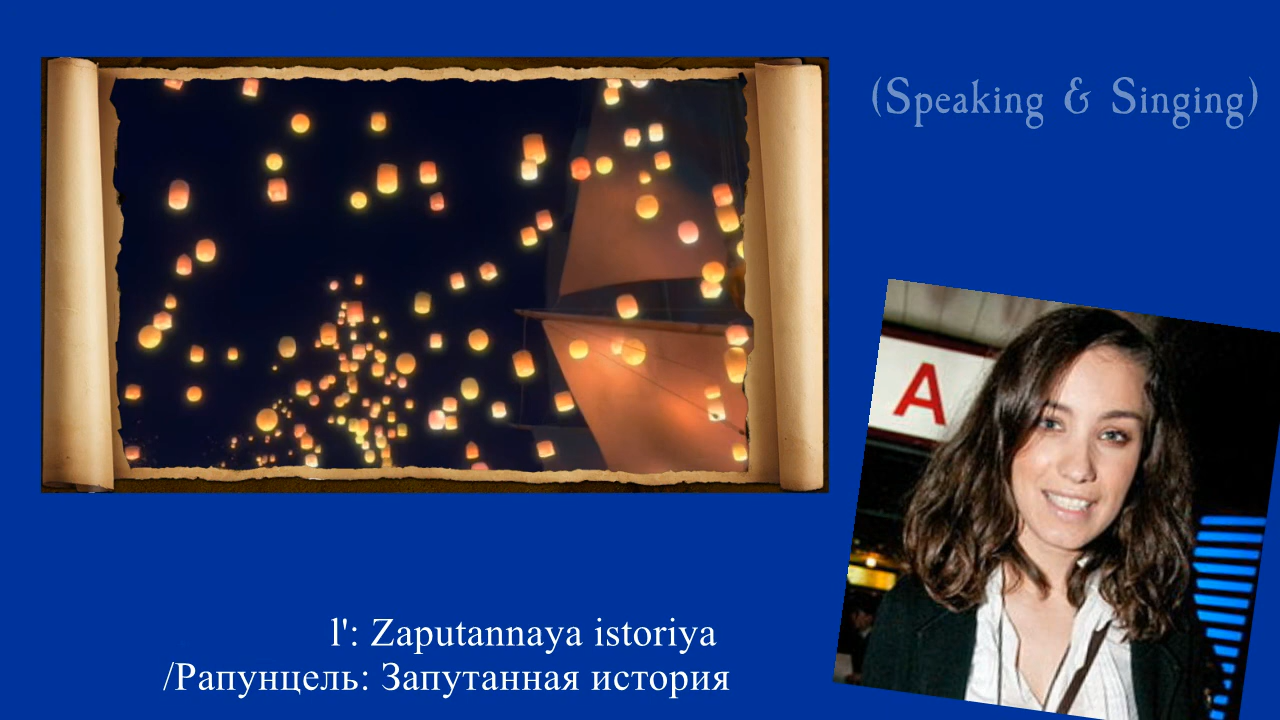 (Speaking & Singing)
A
l': Zaputannaya istoriya
/Рапунцель: Запутанная история